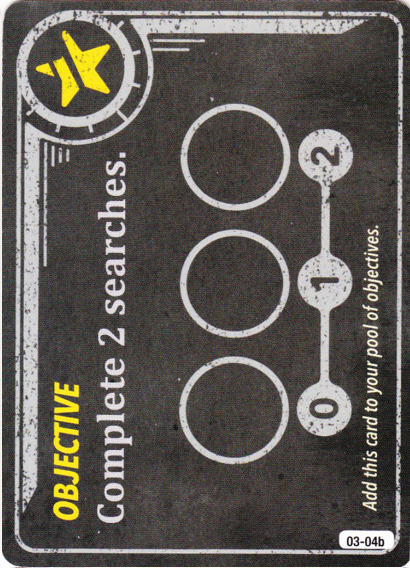 OBJECTIVE
Complete 2 searches.
0 1 2
Add this card to your pool of objectives.
03-04b